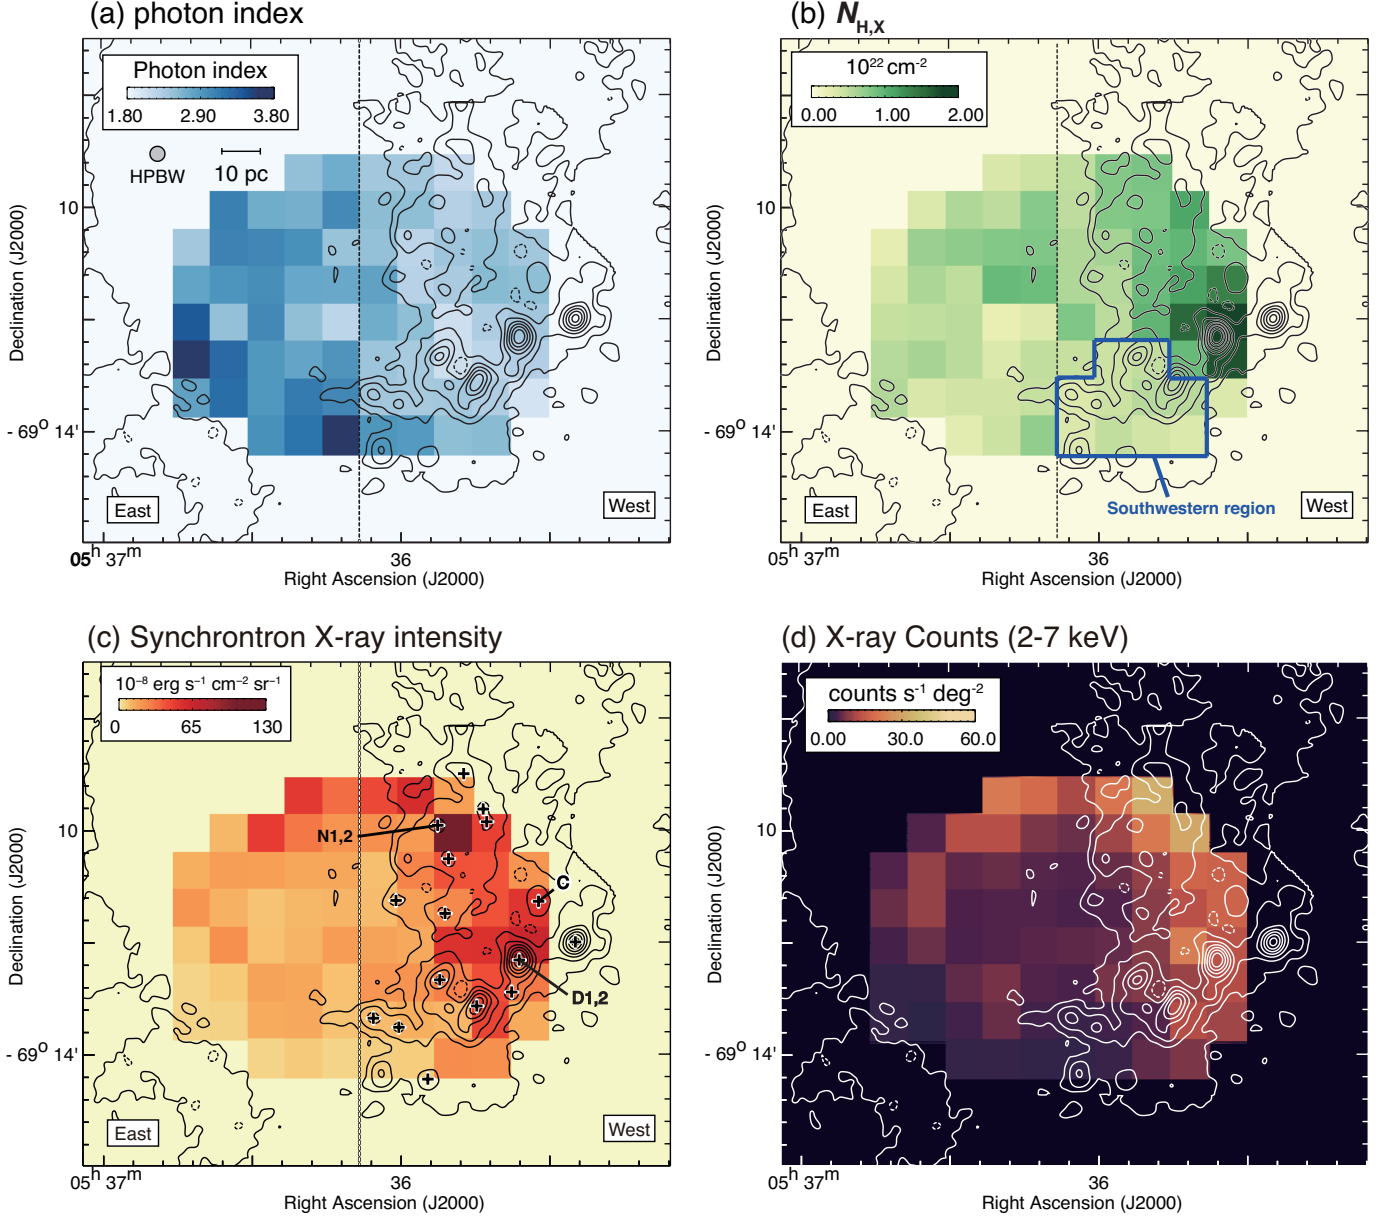 (a) photon index
Photon index
1.80 2.90 3.80
HPBW
10 pc
10
- 69° 14'
Declination (J2000)
East
West
05ʰ 37ᵐ
36
Right Ascension (J2000)
(b) N_H,X
10²² cm⁻²
0.00 1.00 2.00
10
- 69° 14'
Declination (J2000)
East
West
Southwestern region
05ʰ 37ᵐ
36
Right Ascension (J2000)
(c) Synchrontron X-ray intensity
10⁻⁸ erg s⁻¹ cm⁻² sr⁻¹
0 65 130
N1,2
C
D1,2
10
- 69° 14'
Declination (J2000)
East
West
05ʰ 37ᵐ
36
Right Ascension (J2000)
(d) X-ray Counts (2-7 keV)
counts s⁻¹ deg⁻²
0.00 30.0 60.0
10
- 69° 14'
Declination (J2000)
05ʰ 37ᵐ
36
Right Ascension (J2000)